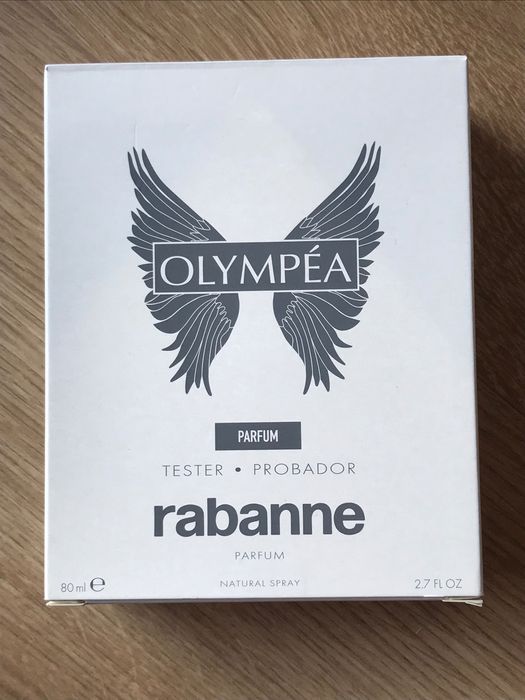 OLYMPÉA
PARFUM
TESTER • PROBADOR
rabanne
PARFUM
80 ml ℮ NATURAL SPRAY 2.7 FL OZ